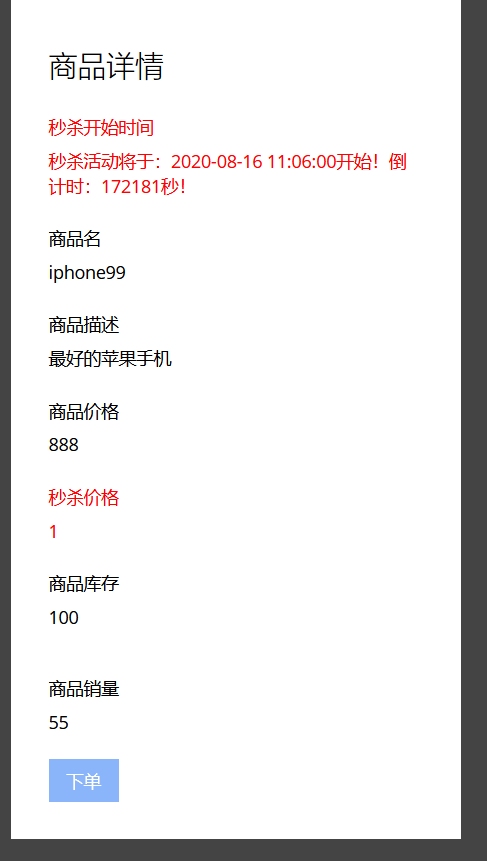 商品详情
秒杀开始时间
秒杀活动将于：2020-08-16 11:06:00开始！倒
计时：172181秒！
商品名
iphone99
商品描述
最好的苹果手机
商品价格
888
秒杀价格
1
商品库存
100
商品销量
55
下单